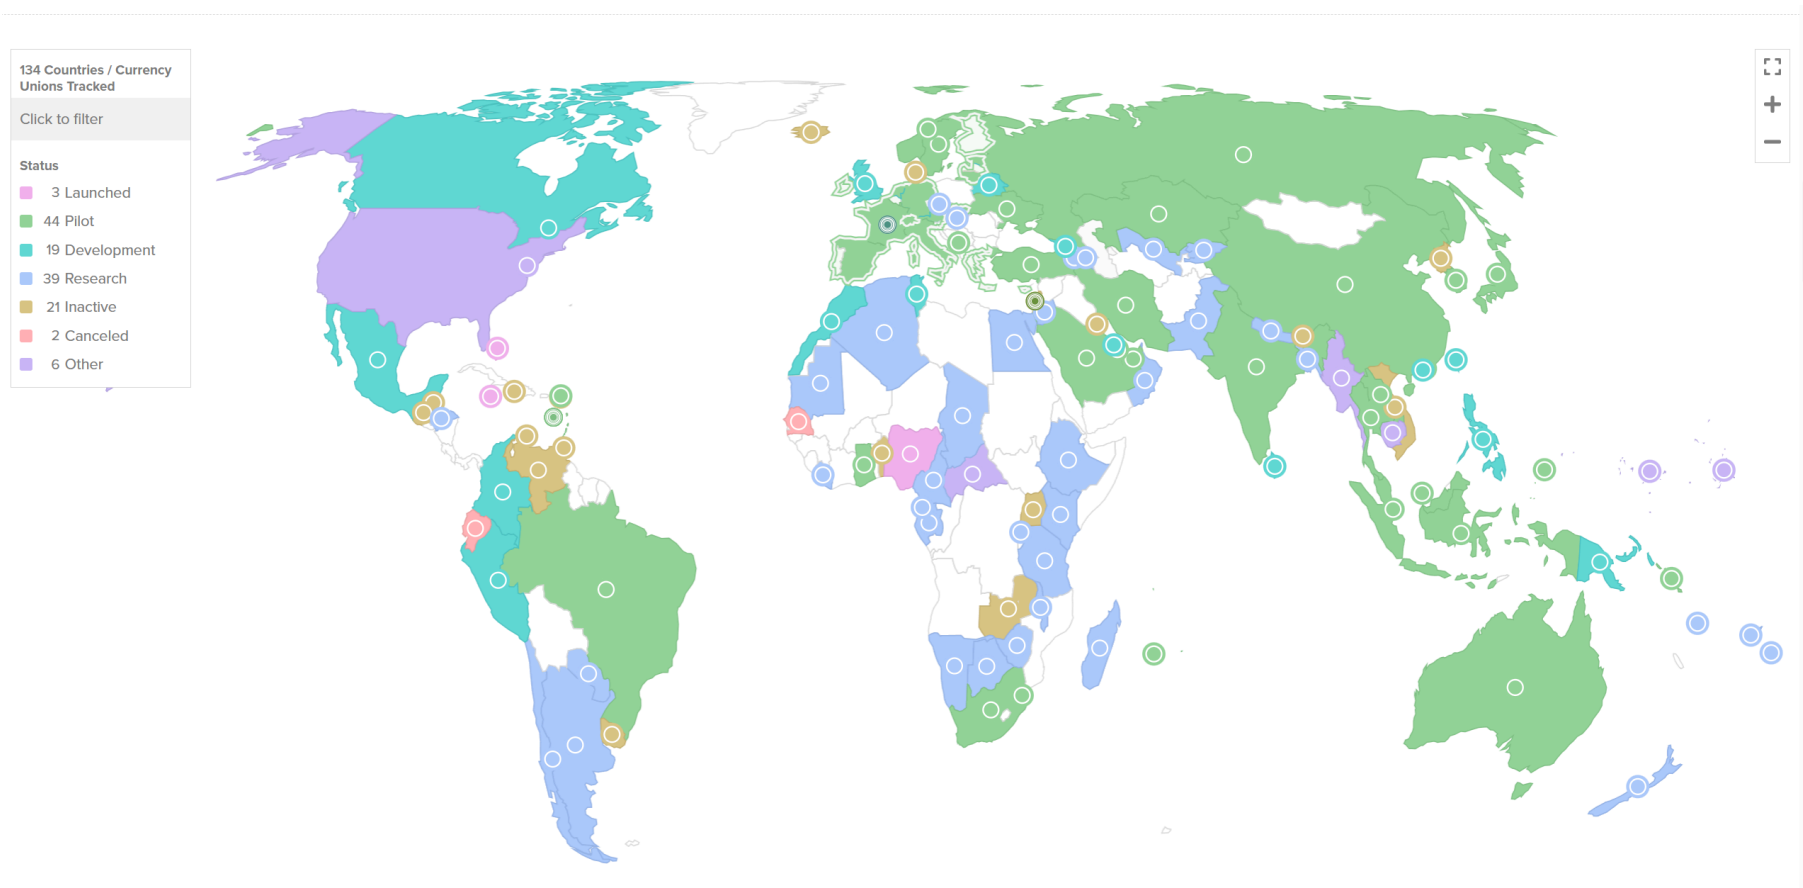 134 Countries / Currency
Unions Tracked
Click to filter
Status
3 Launched
44 Pilot
19 Development
39 Research
21 Inactive
2 Canceled
6 Other